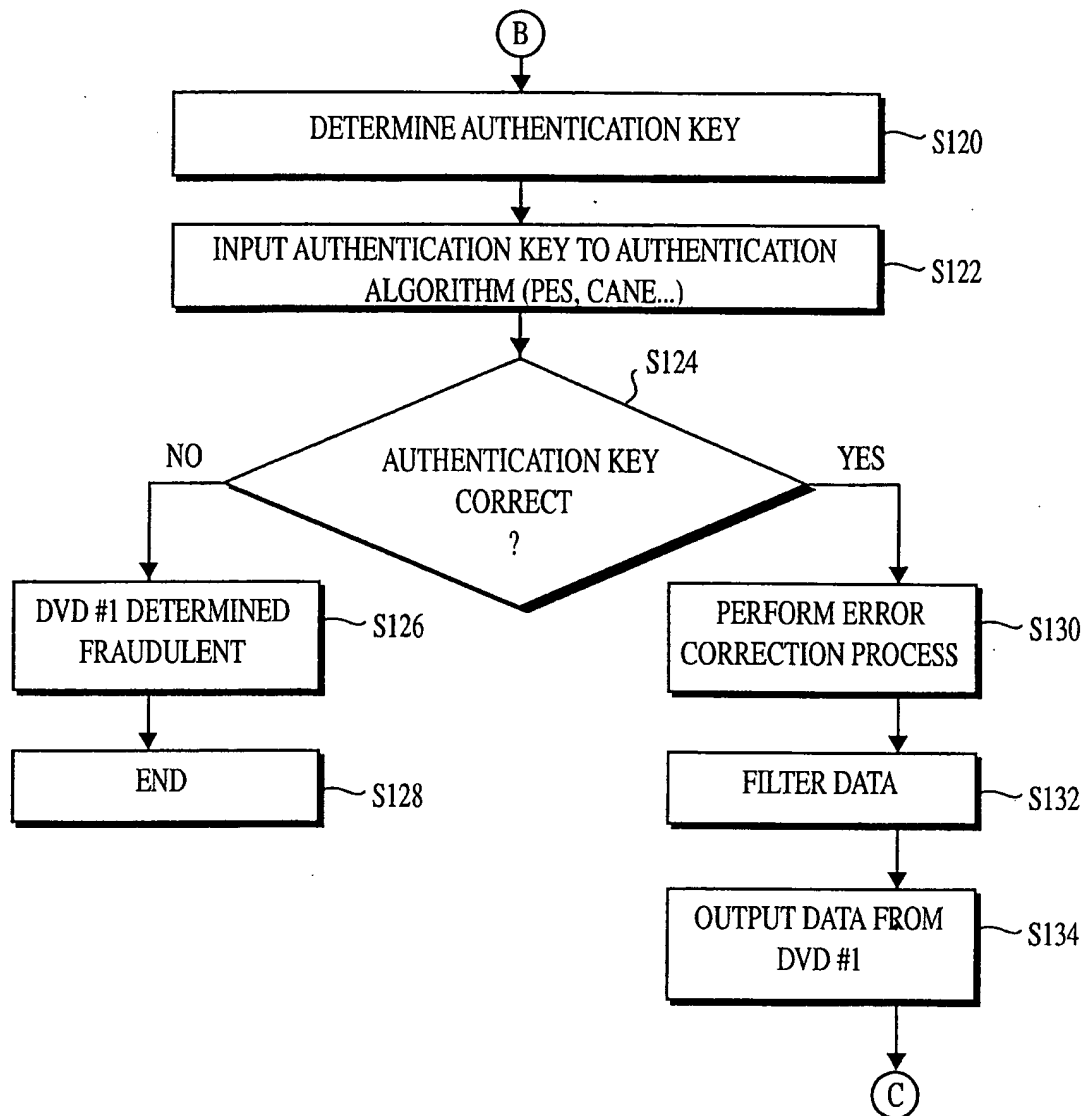 B
DETERMINE AUTHENTICATION KEY
S120
INPUT AUTHENTICATION KEY TO AUTHENTICATION
ALGORITHM (PES, CANE...)
S122
S124
AUTHENTICATION KEY
CORRECT
?
NO
YES
DVD #1 DETERMINED
FRAUDULENT
S126
PERFORM ERROR
CORRECTION PROCESS
S130
END
S128
FILTER DATA
S132
OUTPUT DATA FROM
DVD #1
S134
C